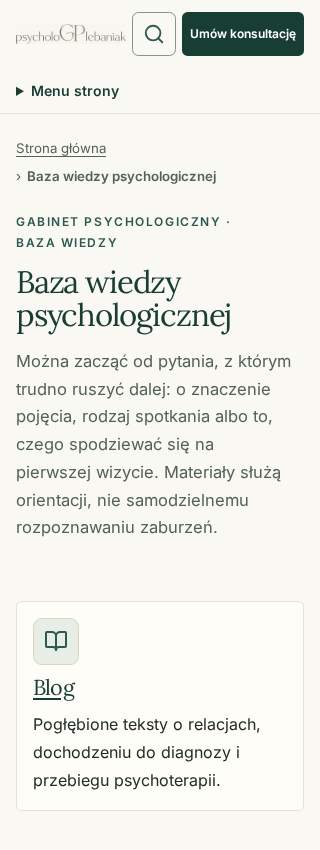 psycholoGPlebaniak
Umów konsultację
Menu strony
Strona główna
› Baza wiedzy psychologicznej
GABINET PSYCHOLOGICZNY ·
BAZA WIEDZY
Baza wiedzy
psychologicznej
Można zacząć od pytania, z którym
trudno ruszyć dalej: o znaczenie
pojęcia, rodzaj spotkania albo to,
czego spodziewać się na
pierwszej wizycie. Materiały służą
orientacji, nie samodzielnemu
rozpoznawaniu zaburzeń.
Blog
Pogłębione teksty o relacjach,
dochodzeniu do diagnozy i
przebiegu psychoterapii.